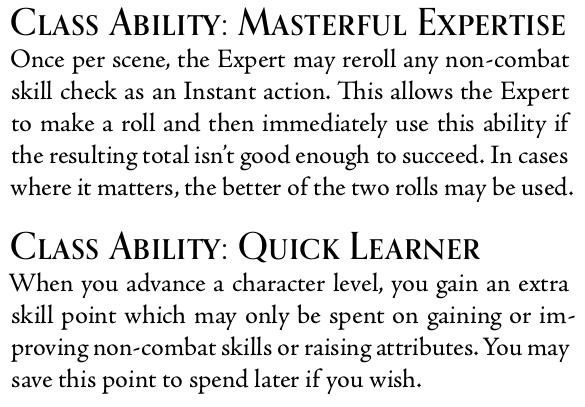 Class Ability: Masterful Expertise
Once per scene, the Expert may reroll any non-combat
skill check as an Instant action. This allows the Expert
to make a roll and then immediately use this ability if
the resulting total isn't good enough to succeed. In cases
where it matters, the better of the two rolls may be used.
Class Ability: Quick Learner
When you advance a character level, you gain an extra
skill point which may only be spent on gaining or im-
proving non-combat skills or raising attributes. You may
save this point to spend later if you wish.